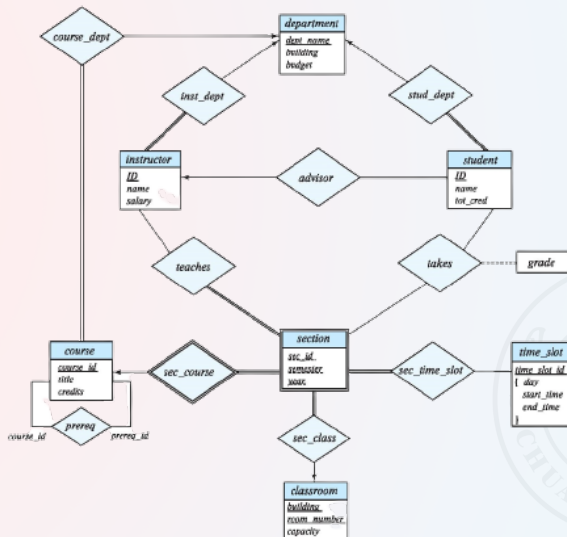 department
dept_name
building
budget
course_dept
inst_dept
stud_dept
instructor
ID
name
salary
advisor
student
ID
name
tot_cred
teaches
takes
grade
section
sec_id
semester
year
course
course_id
title
credits
sec_course
sec_time_slot
time_slot
time_slot_id
{ day
start_time
end_time
}
prereq
course_id
prereq_id
sec_class
classroom
building
room_number
capacity